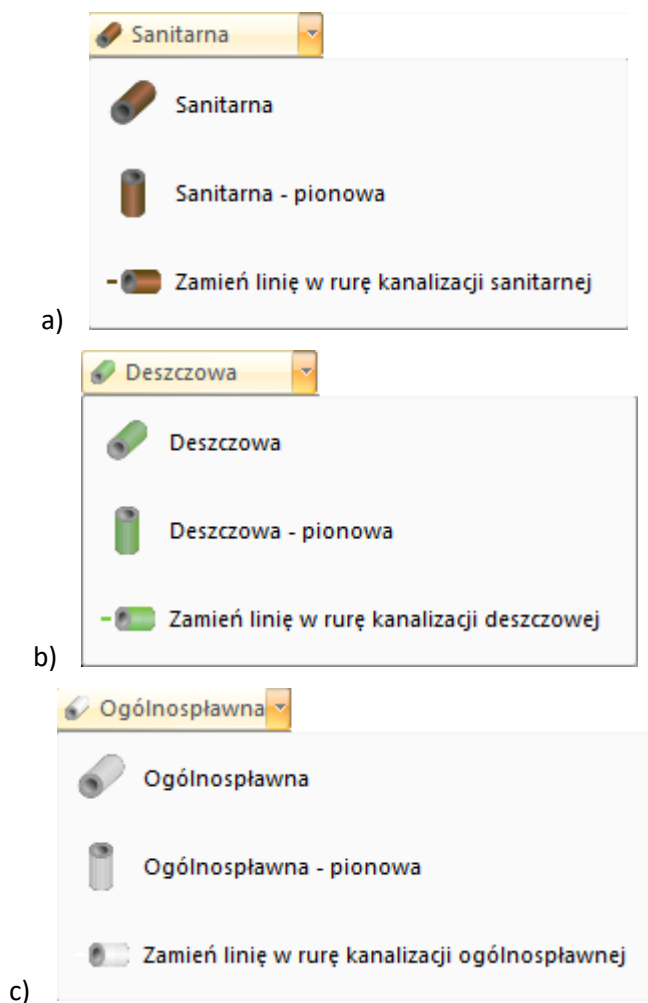 Sanitarna
Sanitarna
Sanitarna - pionowa
Zamień linię w rurę kanalizacji sanitarnej
a)
Deszczowa
Deszczowa
Deszczowa - pionowa
Zamień linię w rurę kanalizacji deszczowej
b)
Ogólnospławna
Ogólnospławna
Ogólnospławna - pionowa
Zamień linię w rurę kanalizacji ogólnospławnej
c)